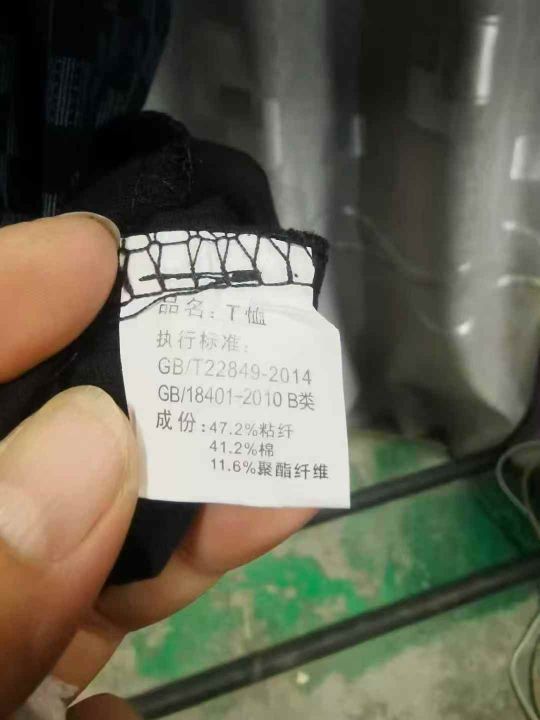 品名：T恤
执行标准：
GB/T22849-2014
GB/18401-2010 B类
成份：47.2%粘纤
41.2%棉
11.6%聚酯纤维